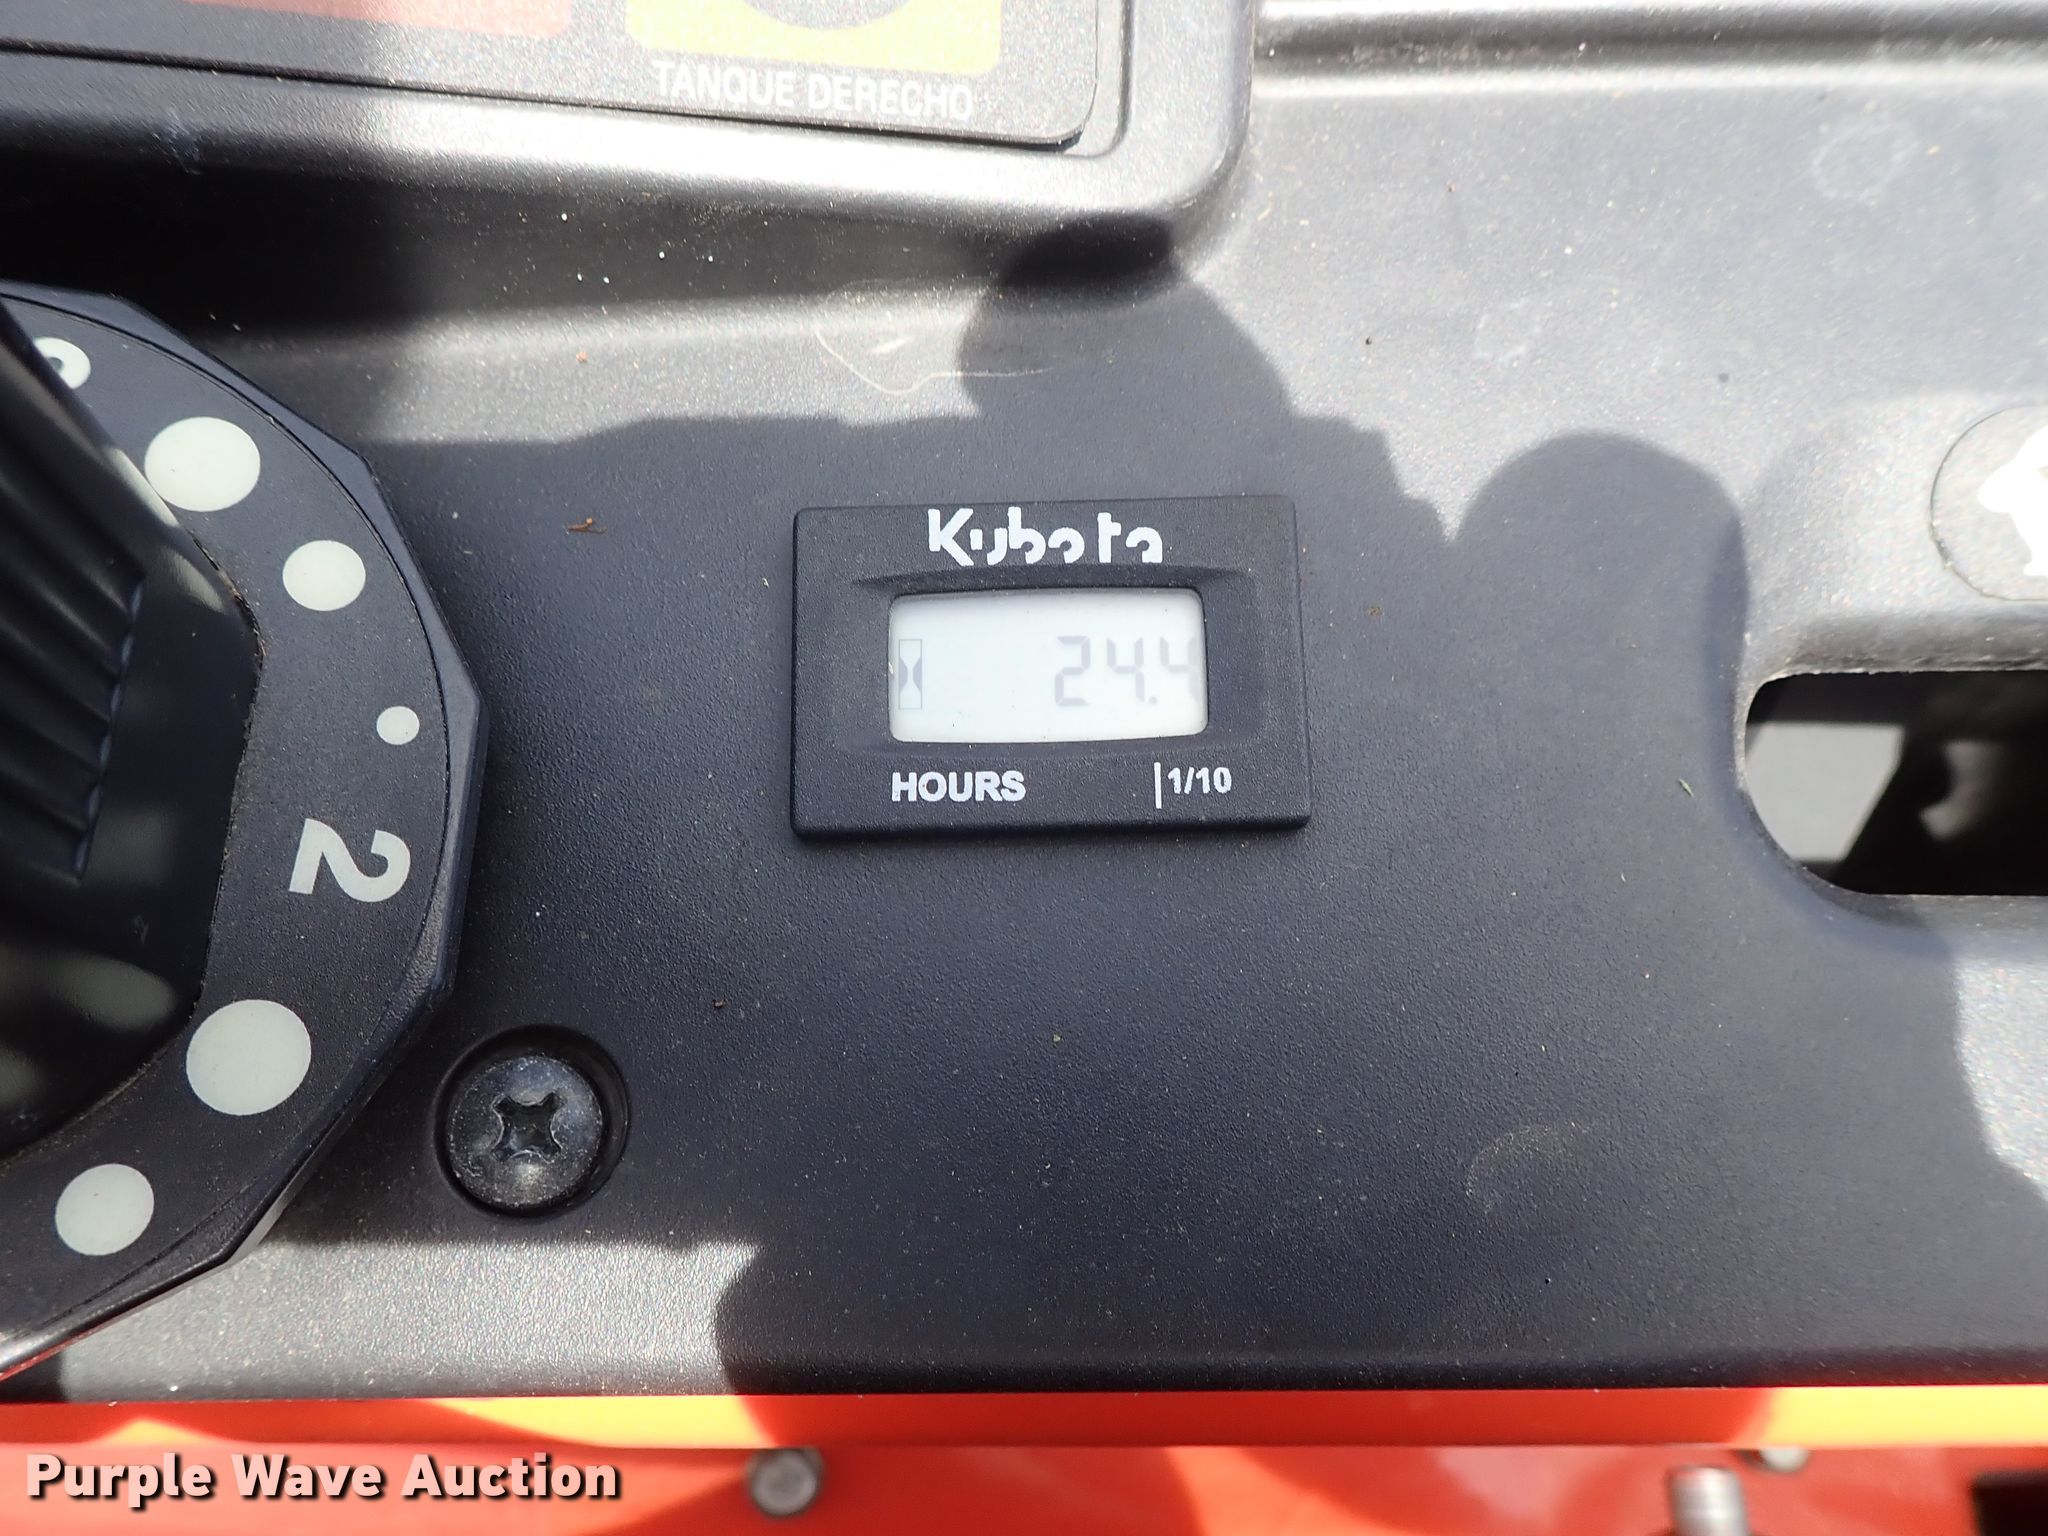 TANQUE DERECHO
Kubota
24.4
HOURS 1/10
2
Purple Wave Auction